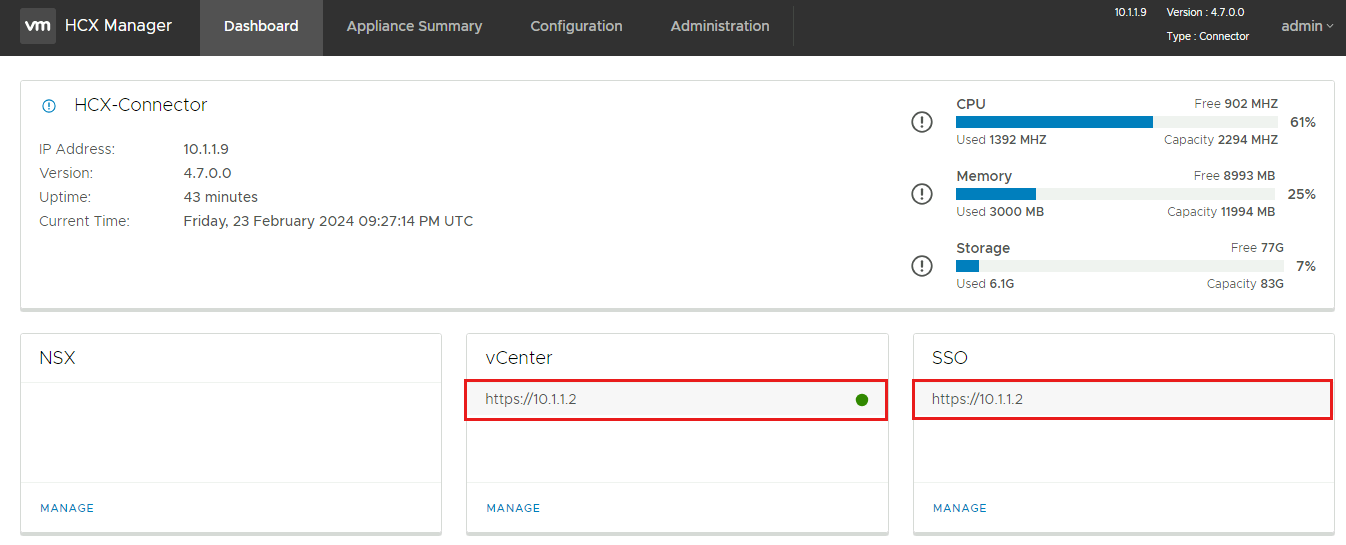 vm HCX Manager Dashboard Appliance Summary Configuration Administration 10.1.1.9 Version : 4.7.0.0 admin
Type : Connector
HCX-Connector
IP Address: 10.1.1.9
Version: 4.7.0.0
Uptime: 43 minutes
Current Time: Friday, 23 February 2024 09:27:14 PM UTC
CPU Free 902 MHZ
61%
Used 1392 MHZ Capacity 2294 MHZ
Memory Free 8993 MB
25%
Used 3000 MB Capacity 11994 MB
Storage Free 77G
7%
Used 6.1G Capacity 83G
NSX
MANAGE
vCenter
https://10.1.1.2
MANAGE
SSO
https://10.1.1.2
MANAGE